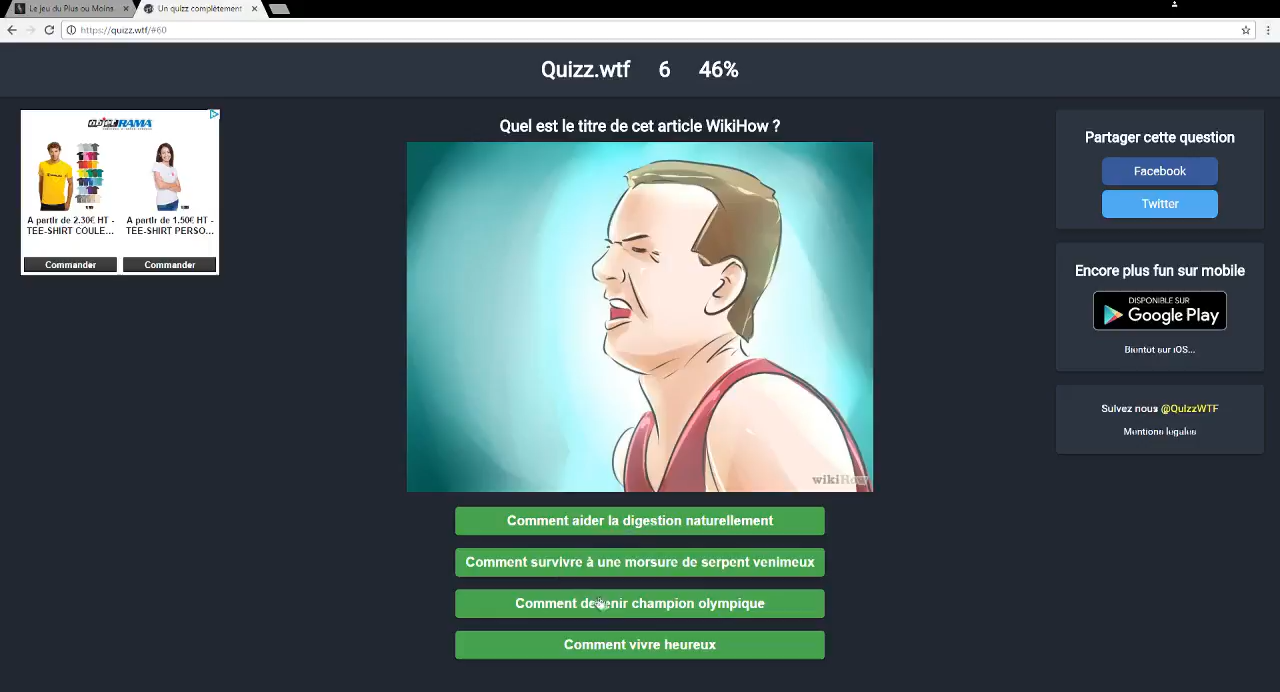 Le jeu du Plus ou Moins
Un quizz complètement
https://quizz.wtf/#60
Quizz.wtf 6 46%
Quel est le titre de cet article WikiHow ?
RAMA
A partir de 2.30€ HT -
TEE-SHIRT COULE...
Commander
A partir de 1.50€ HT -
TEE-SHIRT PERSO...
Commander
wikiHow
Comment aider la digestion naturellement
Comment survivre à une morsure de serpent venimeux
Comment devenir champion olympique
Comment vivre heureux
Partager cette question
Facebook
Twitter
Encore plus fun sur mobile
DISPONIBLE SUR
Google Play
Bientôt sur iOS...
Suivez nous @QuizzWTF
Mentions légales